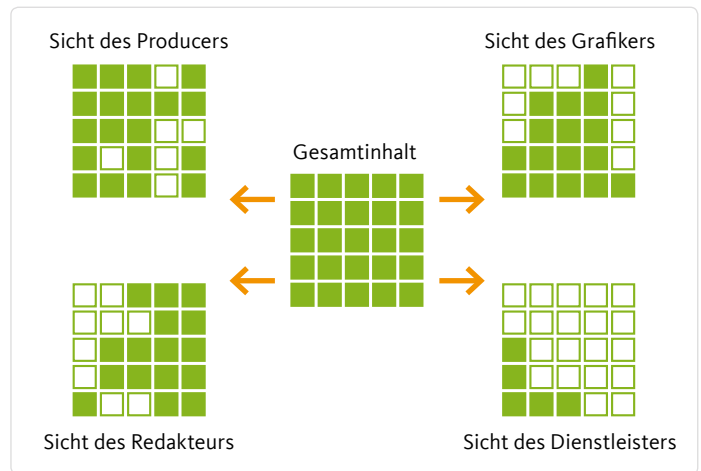 Sicht des Producers
Sicht des Grafikers
Gesamtinhalt
Sicht des Redakteurs
Sicht des Dienstleisters